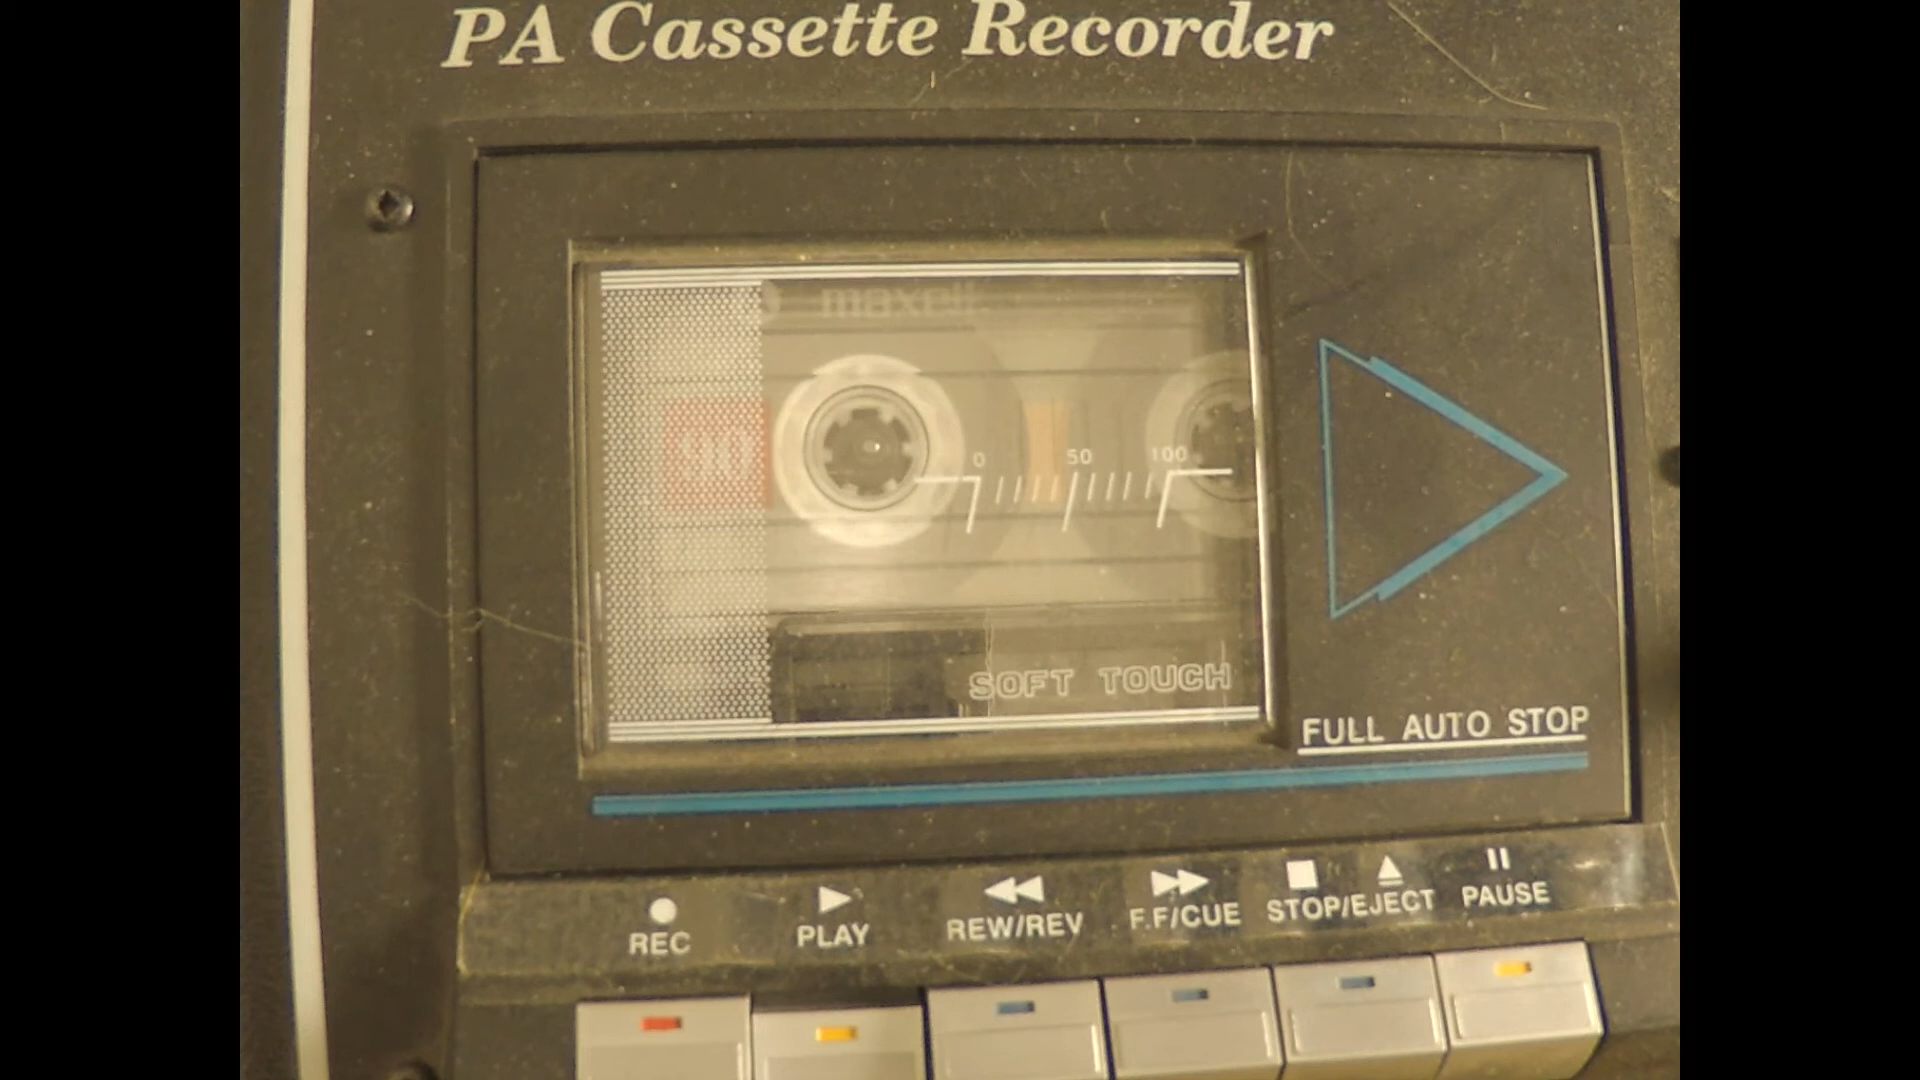 PA Cassette Recorder
maxell
90
0 50 100
SOFT TOUCH
FULL AUTO STOP
REC PLAY REW/REV F.F/CUE STOP/EJECT PAUSE